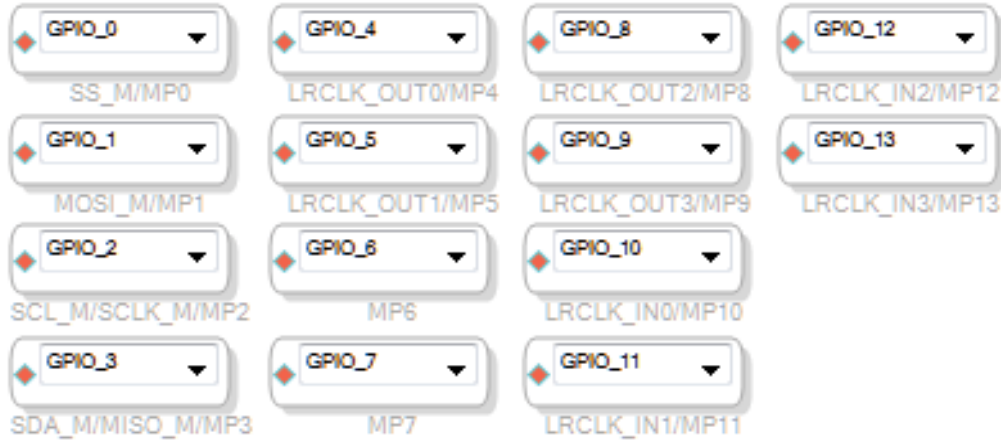 GPIO_0
SS_M/MP0
GPIO_1
MOSI_M/MP1
GPIO_2
SCL_M/SCLK_M/MP2
GPIO_3
SDA_M/MISO_M/MP3
GPIO_4
LRCLK_OUT0/MP4
GPIO_5
LRCLK_OUT1/MP5
GPIO_6
MP6
GPIO_7
MP7
GPIO_8
LRCLK_OUT2/MP8
GPIO_9
LRCLK_OUT3/MP9
GPIO_10
LRCLK_IN0/MP10
GPIO_11
LRCLK_IN1/MP11
GPIO_12
LRCLK_IN2/MP12
GPIO_13
LRCLK_IN3/MP13